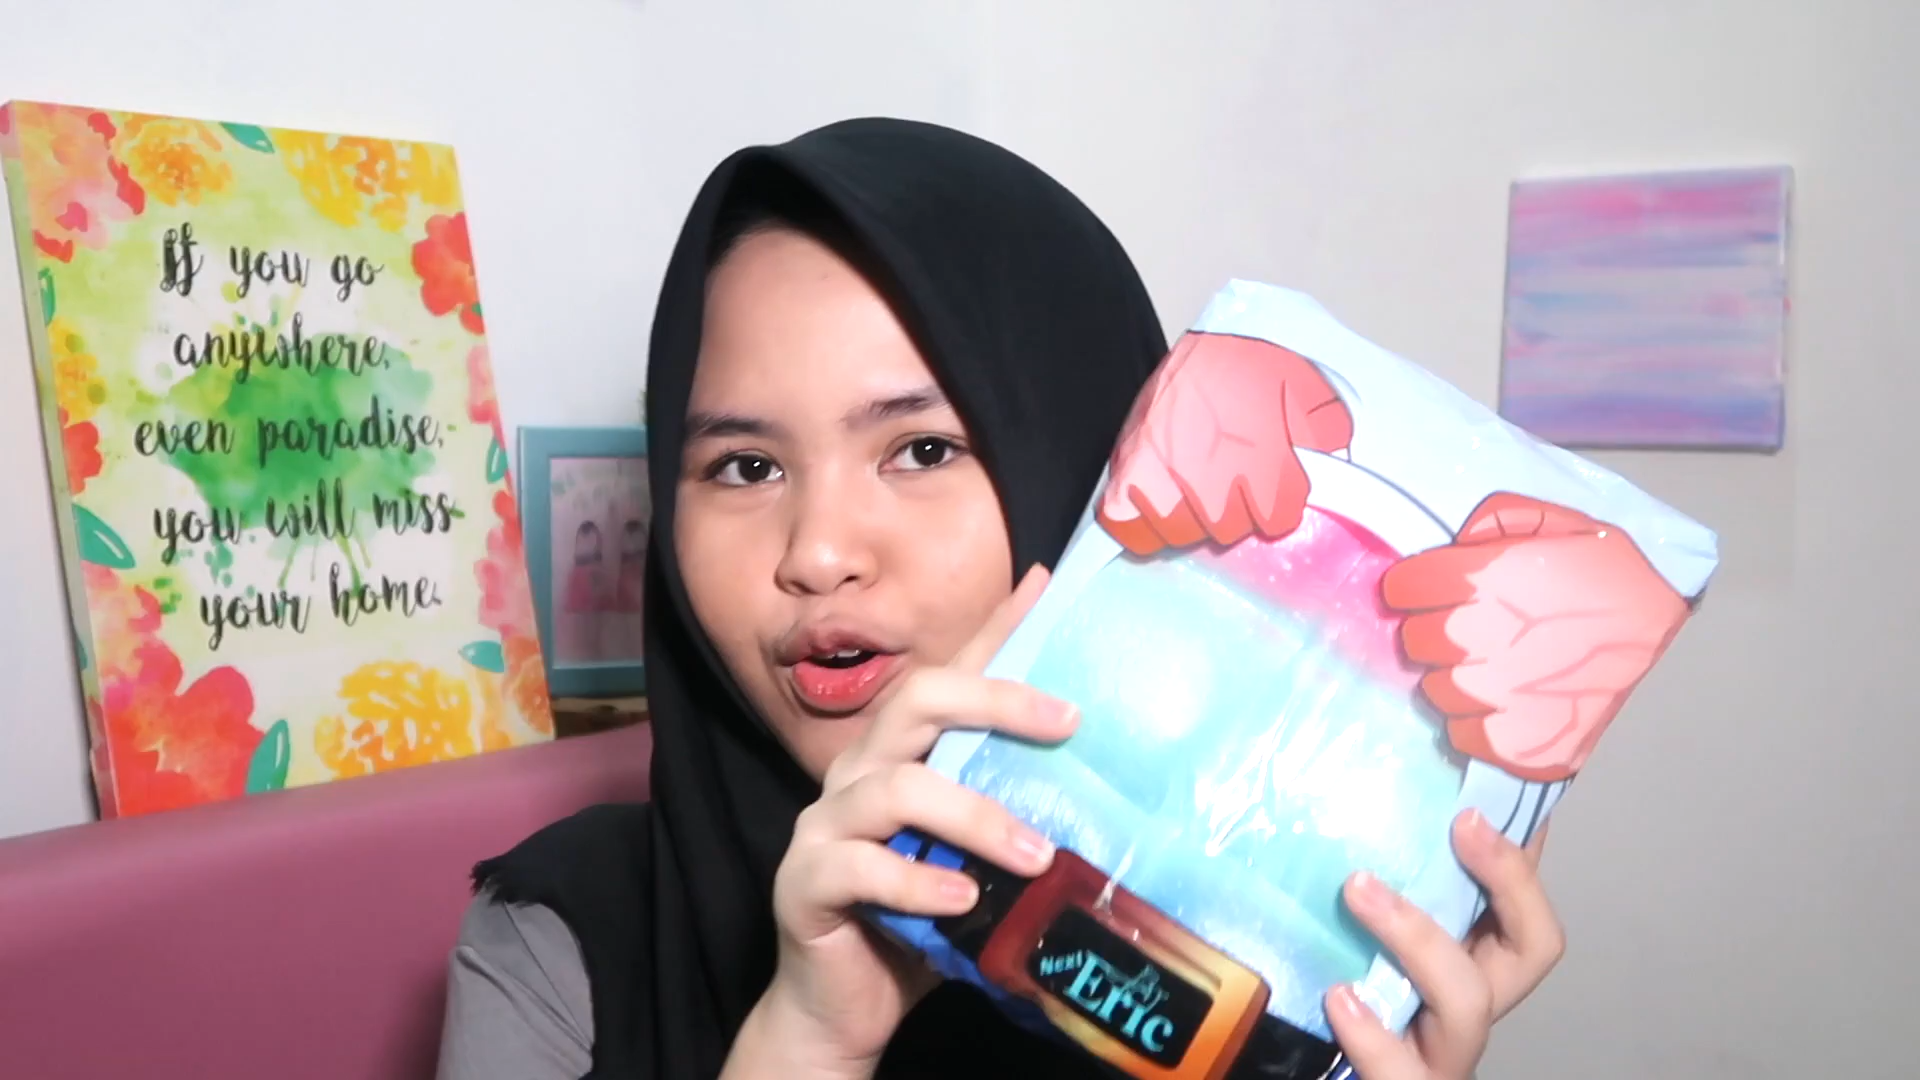 If you go
anywhere,
even paradise,
you will miss
your home.
Next
Eric